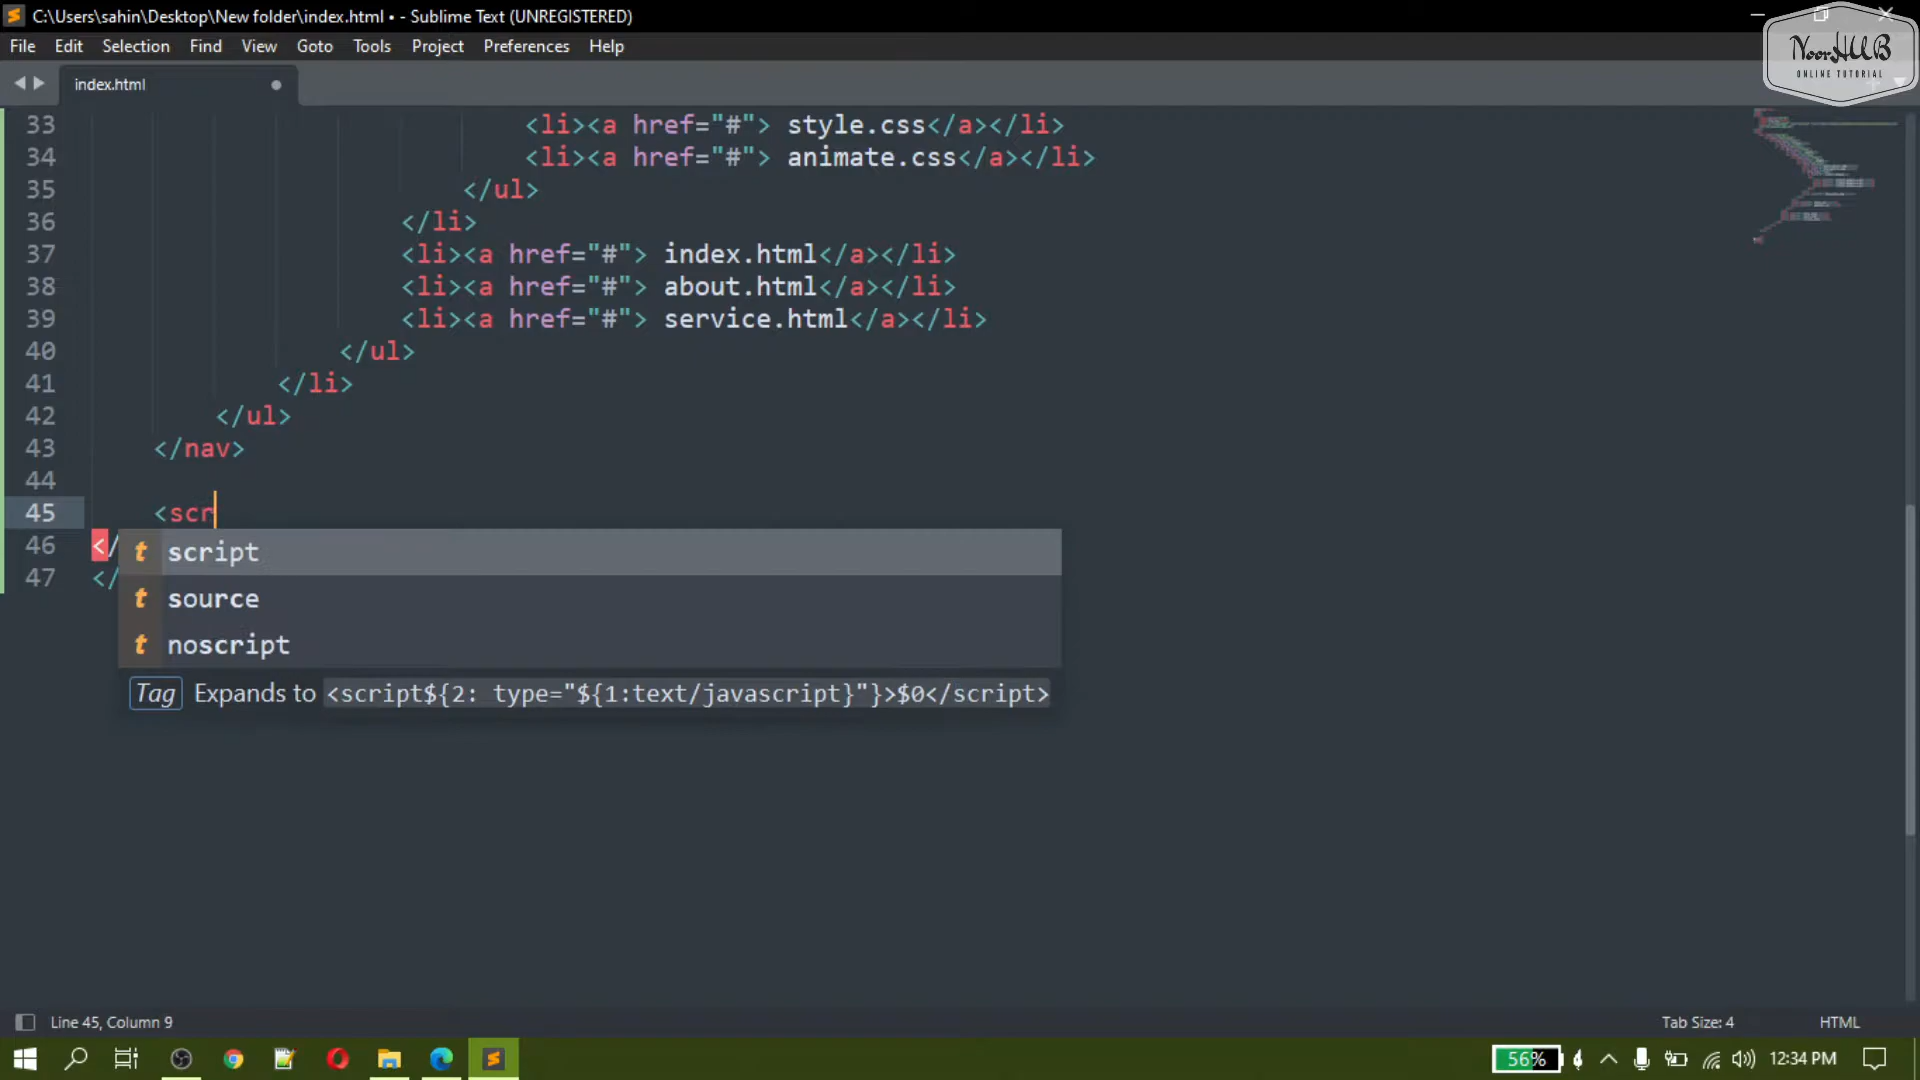 C:\Users\sahin\Desktop\New folder\index.html • - Sublime Text (UNREGISTERED)
File Edit Selection Find View Goto Tools Project Preferences Help
NoorHUB
ONLINE TUTORIAL
index.html
33 <li><a href="#"> style.css</a></li>
34 <li><a href="#"> animate.css</a></li>
35 </ul>
36 </li>
37 <li><a href="#"> index.html</a></li>
38 <li><a href="#"> about.html</a></li>
39 <li><a href="#"> service.html</a></li>
40 </ul>
41 </li>
42 </ul>
43 </nav>
44
45 <scr
46 </
47 </
t script
t source
t noscript
Tag Expands to <script${2: type="${1:text/javascript}"}>$0</script>
Line 45, Column 9 Tab Size: 4 HTML
56% 12:34 PM